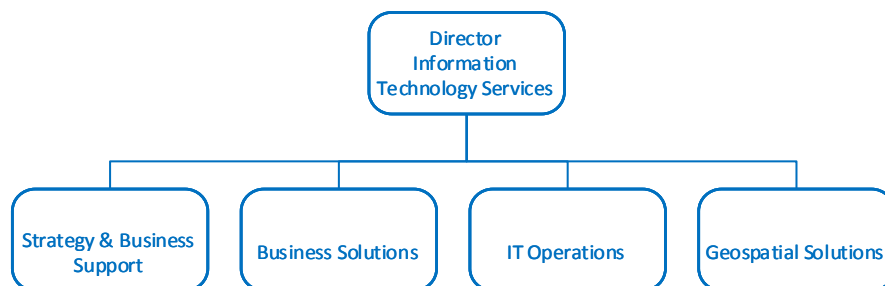 Director
Information
Technology Services
Strategy & Business
Support
Business Solutions
IT Operations
Geospatial Solutions